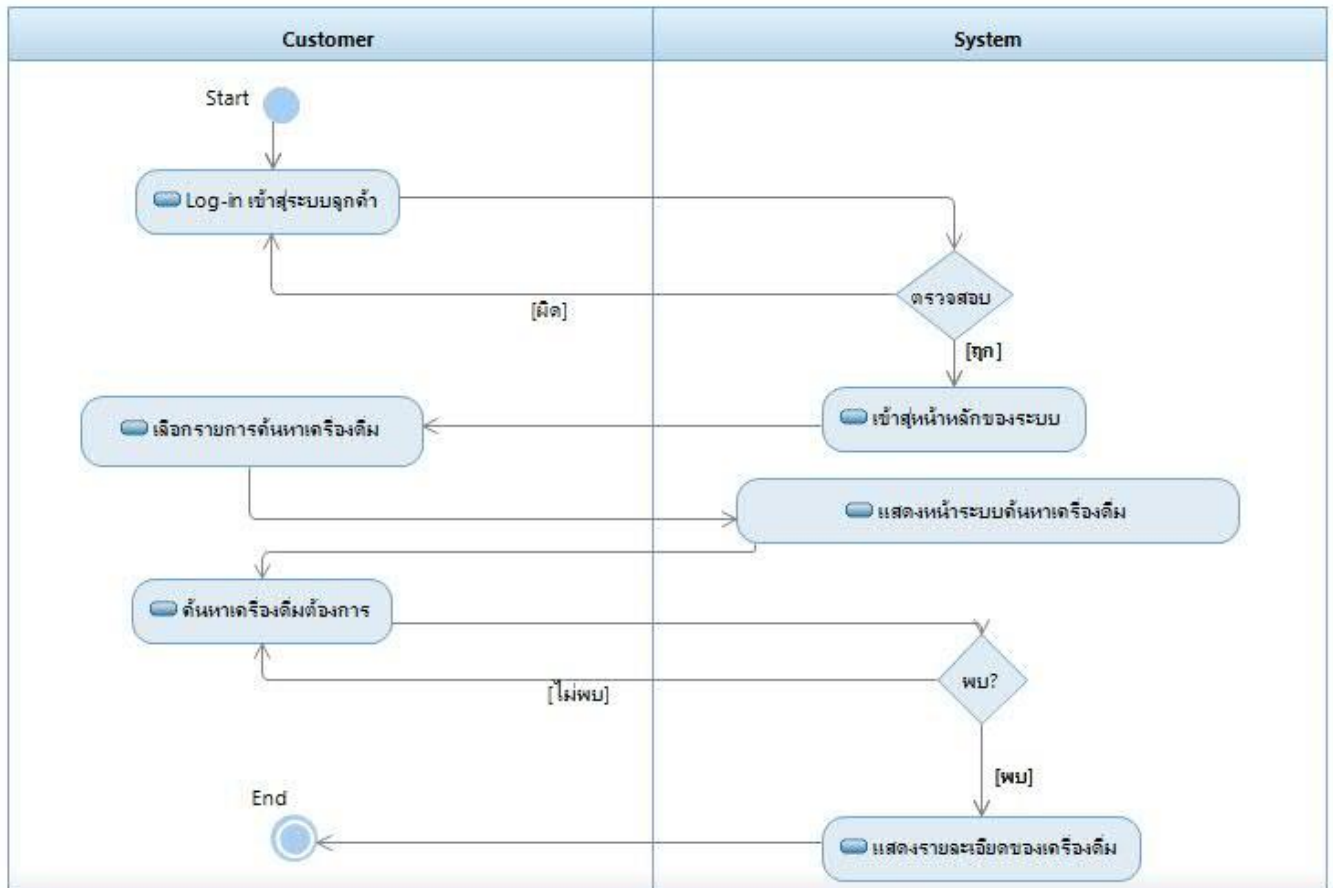 Customer
System
Start
Log-in เข้าสู่ระบบลูกค้า
ตรวจสอบ
[ผิด]
[ถูก]
เข้าสู่หน้าหลักของระบบ
เลือกรายการค้นหาเครื่องดื่ม
แสดงหน้าระบบค้นหาเครื่องดื่ม
ค้นหาเครื่องดื่มต้องการ
พบ?
[ไม่พบ]
[พบ]
End
แสดงรายละเอียดของเครื่องดื่ม